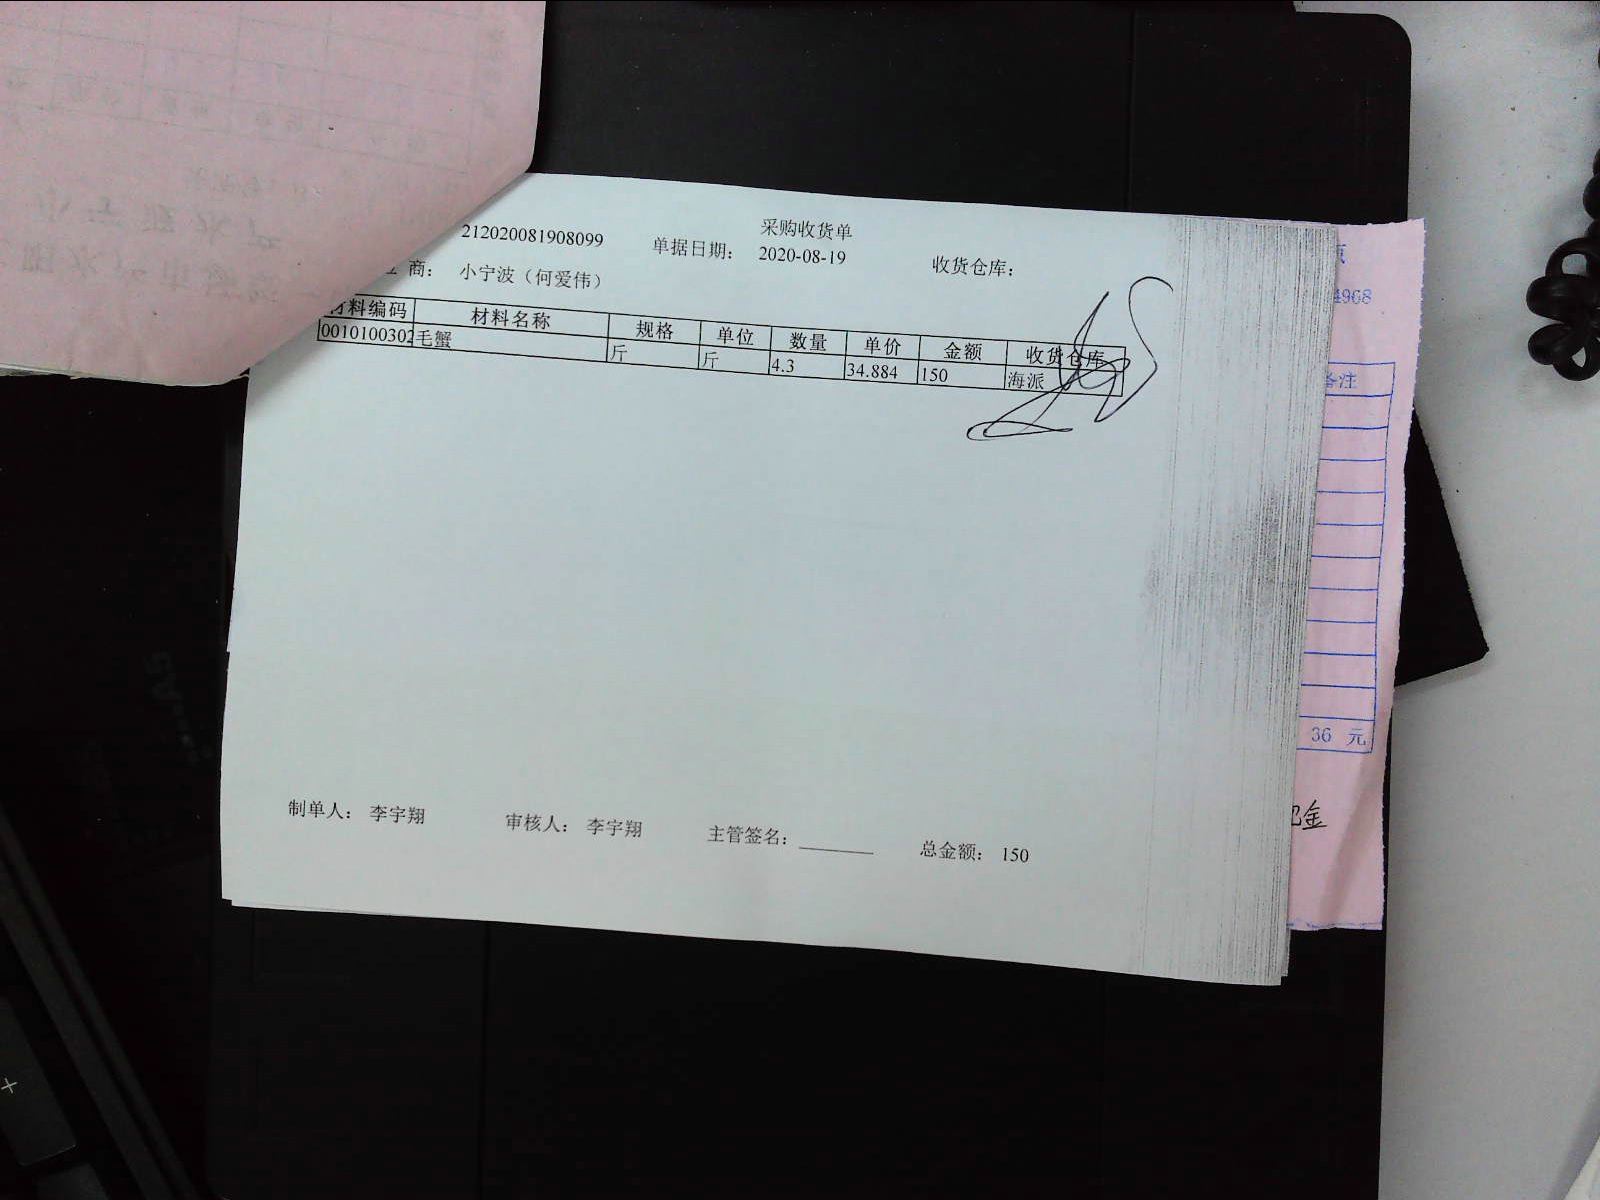 采购收货单
212020081908099 单据日期: 2020-08-19 收货仓库:
商: 小宁波（何爱伟）
材料编码 材料名称 规格 单位 数量 单价 金额 收货仓库
0010100302 毛蟹 斤 斤 4.3 34.884 150 海派
制单人: 李宇翔 审核人: 李宇翔 主管签名: ________ 总金额: 150
4968
备注
36 元